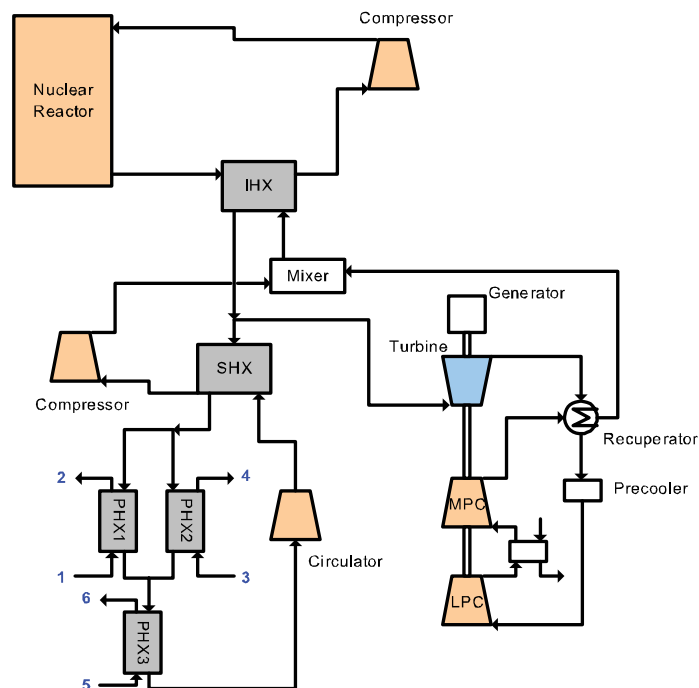 Compressor
Nuclear
Reactor
IHX
Mixer
Generator
Turbine
SHX
Compressor
Recuperator
2
4
Precooler
PHX1
PHX2
MPC
Circulator
1
3
6
LPC
PHX3
5